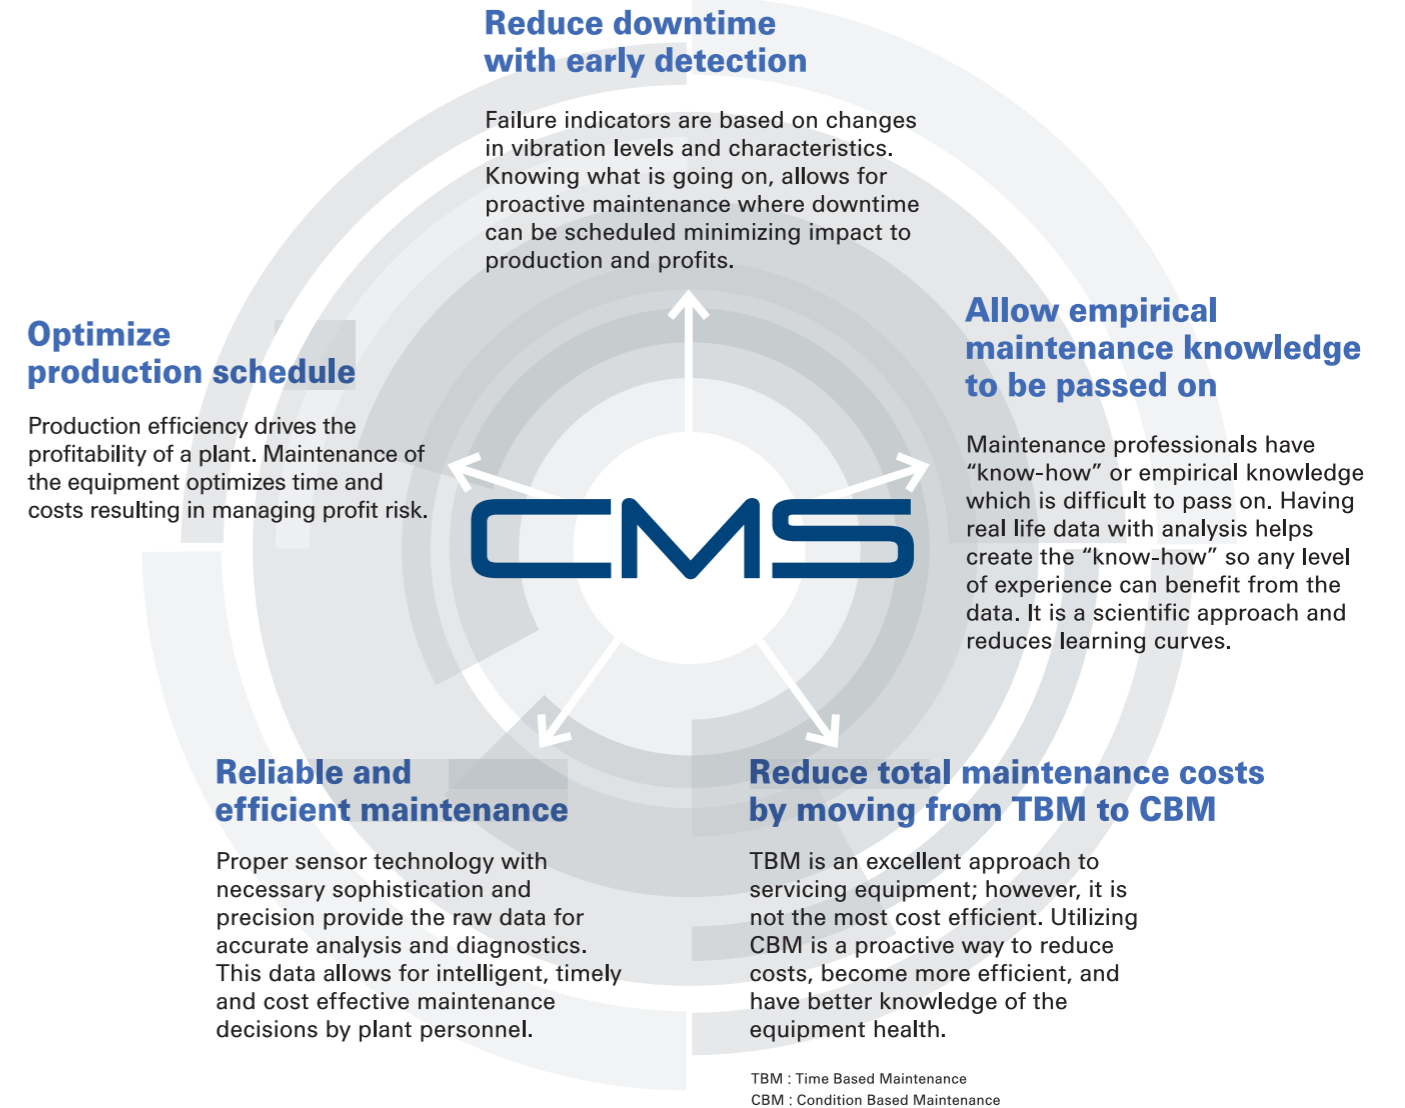 Reduce downtime
with early detection
Failure indicators are based on changes
in vibration levels and characteristics.
Knowing what is going on, allows for
proactive maintenance where downtime
can be scheduled minimizing impact to
production and profits.
Optimize
production schedule
Production efficiency drives the
profitability of a plant. Maintenance of
the equipment optimizes time and
costs resulting in managing profit risk.
Allow empirical
maintenance knowledge
to be passed on
Maintenance professionals have
“know-how” or empirical knowledge
which is difficult to pass on. Having
real life data with analysis helps
create the “know-how” so any level
of experience can benefit from the
data. It is a scientific approach and
reduces learning curves.
CMS
Reliable and
efficient maintenance
Proper sensor technology with
necessary sophistication and
precision provide the raw data for
accurate analysis and diagnostics.
This data allows for intelligent, timely
and cost effective maintenance
decisions by plant personnel.
Reduce total maintenance costs
by moving from TBM to CBM
TBM is an excellent approach to
servicing equipment; however, it is
not the most cost efficient. Utilizing
CBM is a proactive way to reduce
costs, become more efficient, and
have better knowledge of the
equipment health.
TBM : Time Based Maintenance
CBM : Condition Based Maintenance